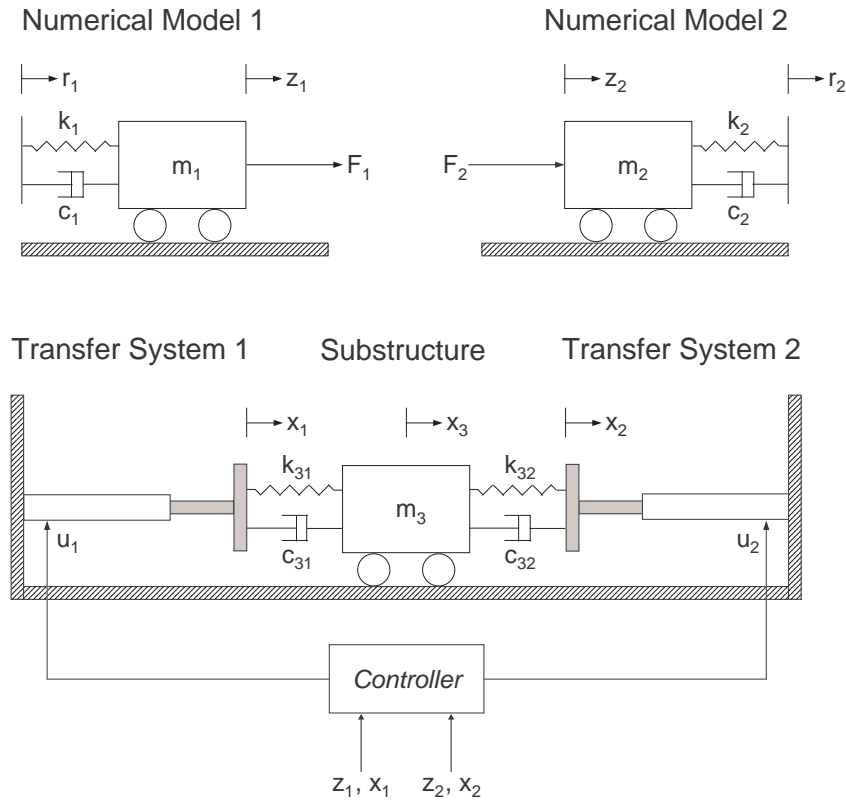 Numerical Model 1
Numerical Model 2
r₁ z₁ z₂ r₂
k₁ k₂
m₁ F₁ F₂ m₂
c₁ c₂
Transfer System 1 Substructure Transfer System 2
x₁ x₃ x₂
k₃₁ k₃₂
m₃
u₁ c₃₁ c₃₂ u₂
Controller
z₁, x₁ z₂, x₂